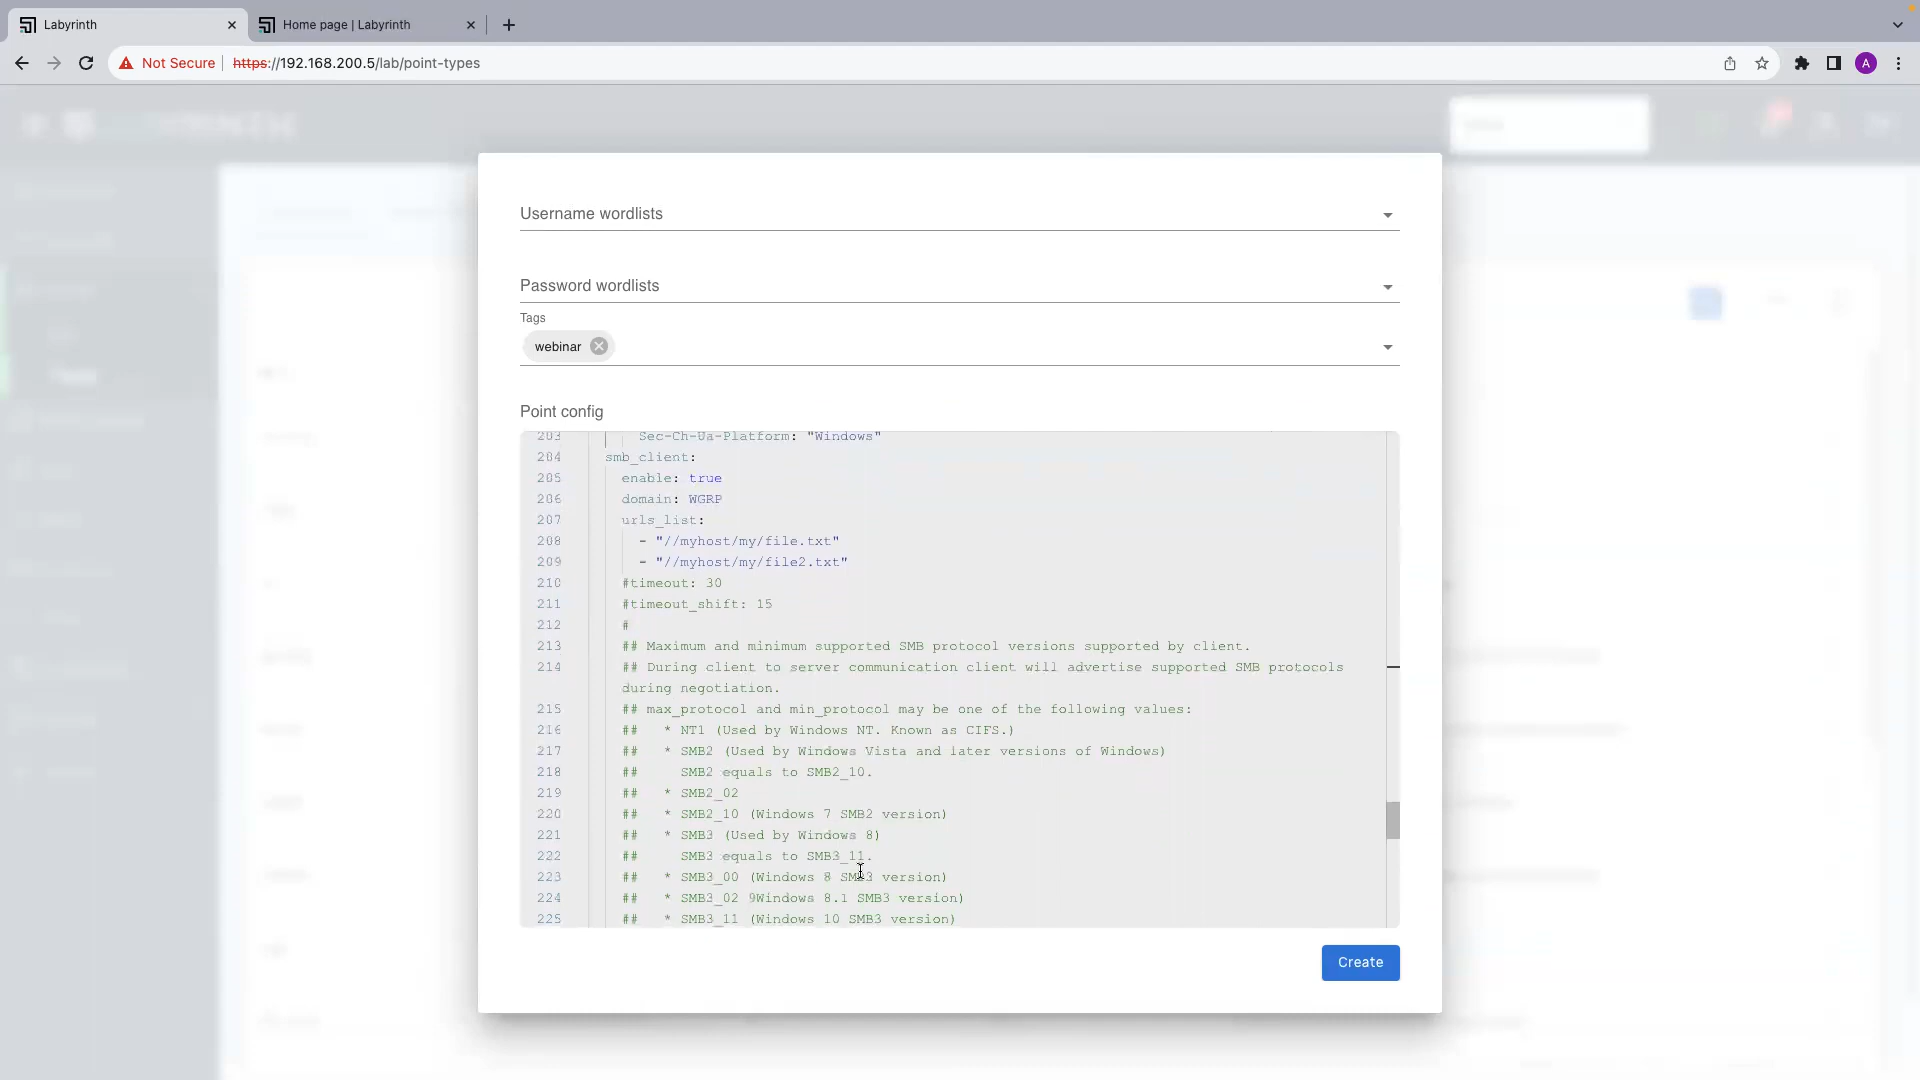 Labyrinth
Home page | Labyrinth
Not Secure
https://192.168.200.5/lab/point-types
A
Username wordlists
Password wordlists
Tags
webinar
Point config
203 Sec-Ch-Ua-Platform: "Windows"
204 smb_client:
205 enable: true
206 domain: WGRP
207 urls_list:
208 - "//myhost/my/file.txt"
209 - "//myhost/my/file2.txt"
210 #timeout: 30
211 #timeout_shift: 15
212 #
213 ## Maximum and minimum supported SMB protocol versions supported by client.
214 ## During client to server communication client will advertise supported SMB protocols
during negotiation.
215 ## max_protocol and min_protocol may be one of the following values:
216 ## * NT1 (Used by Windows NT. Known as CIFS.)
217 ## * SMB2 (Used by Windows Vista and later versions of Windows)
218 ## SMB2 equals to SMB2_10.
219 ## * SMB2_02
220 ## * SMB2_10 (Windows 7 SMB2 version)
221 ## * SMB3 (Used by Windows 8)
222 ## SMB3 equals to SMB3_11.
223 ## * SMB3_00 (Windows 8 SMB3 version)
224 ## * SMB3_02 9Windows 8.1 SMB3 version)
225 ## * SMB3_11 (Windows 10 SMB3 version)
Create